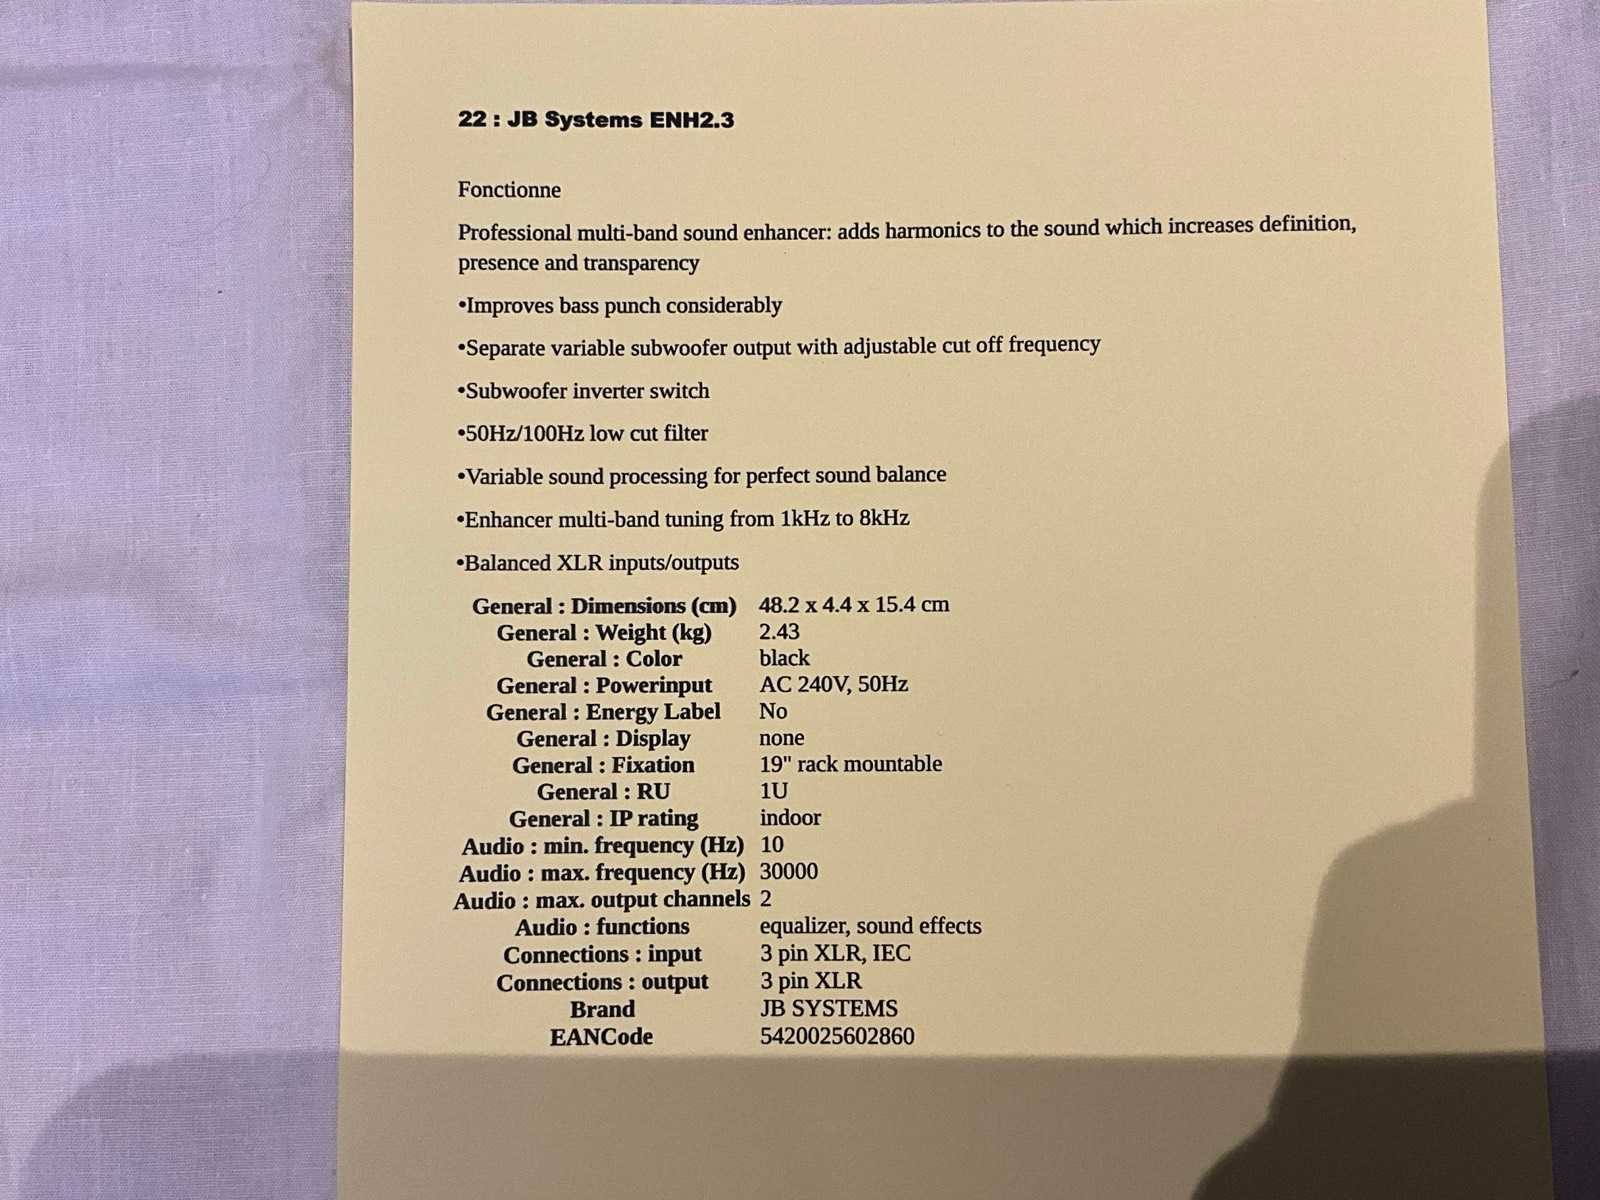 22 : JB Systems ENH2.3
Fonctionne
Professional multi-band sound enhancer: adds harmonics to the sound which increases definition,
presence and transparency
•Improves bass punch considerably
•Separate variable subwoofer output with adjustable cut off frequency
•Subwoofer inverter switch
•50Hz/100Hz low cut filter
•Variable sound processing for perfect sound balance
•Enhancer multi-band tuning from 1kHz to 8kHz
•Balanced XLR inputs/outputs
General : Dimensions (cm) 48.2 x 4.4 x 15.4 cm
General : Weight (kg) 2.43
General : Color black
General : Powerinput AC 240V, 50Hz
General : Energy Label No
General : Display none
General : Fixation 19" rack mountable
General : RU 1U
General : IP rating indoor
Audio : min. frequency (Hz) 10
Audio : max. frequency (Hz) 30000
Audio : max. output channels 2
Audio : functions equalizer, sound effects
Connections : input 3 pin XLR, IEC
Connections : output 3 pin XLR
Brand JB SYSTEMS
EANCode 5420025602860